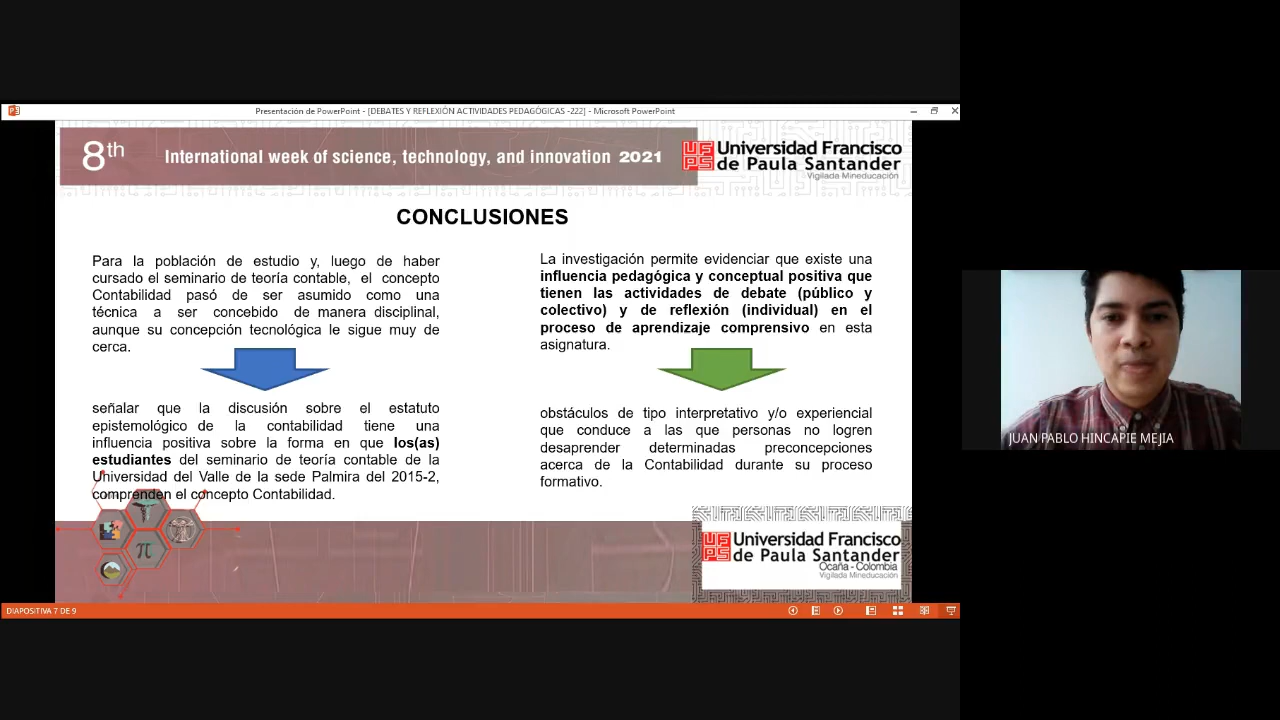 Presentación de PowerPoint - [DEBATES Y REFLEXIÓN ACTIVIDADES PEDAGÓGICAS -222] - Microsoft PowerPoint
8th
International week of science, technology, and innovation 2021
UFPS
Universidad Francisco
de Paula Santander
Vigilada Mineducación
CONCLUSIONES
Para la población de estudio y, luego de haber
cursado el seminario de teoría contable, el concepto
Contabilidad pasó de ser asumido como una
técnica a ser concebido de manera disciplinal,
aunque su concepción tecnológica le sigue muy de
cerca.
señalar que la discusión sobre el estatuto
epistemológico de la contabilidad tiene una
influencia positiva sobre la forma en que los(as)
estudiantes del seminario de teoría contable de la
Universidad del Valle de la sede Palmira del 2015-2,
comprenden el concepto Contabilidad.
La investigación permite evidenciar que existe una
influencia pedagógica y conceptual positiva que
tienen las actividades de debate (público y
colectivo) y de reflexión (individual) en el
proceso de aprendizaje comprensivo en esta
asignatura.
obstáculos de tipo interpretativo y/o experiencial
que conduce a las que personas no logren
desaprender determinadas preconcepciones
acerca de la Contabilidad durante su proceso
formativo.
π
UFPS
Universidad Francisco
de Paula Santander
Ocaña - Colombia
Vigilada Mineducación
DIAPOSITIVA 7 DE 9
JUAN PABLO HINCAPIE MEJIA